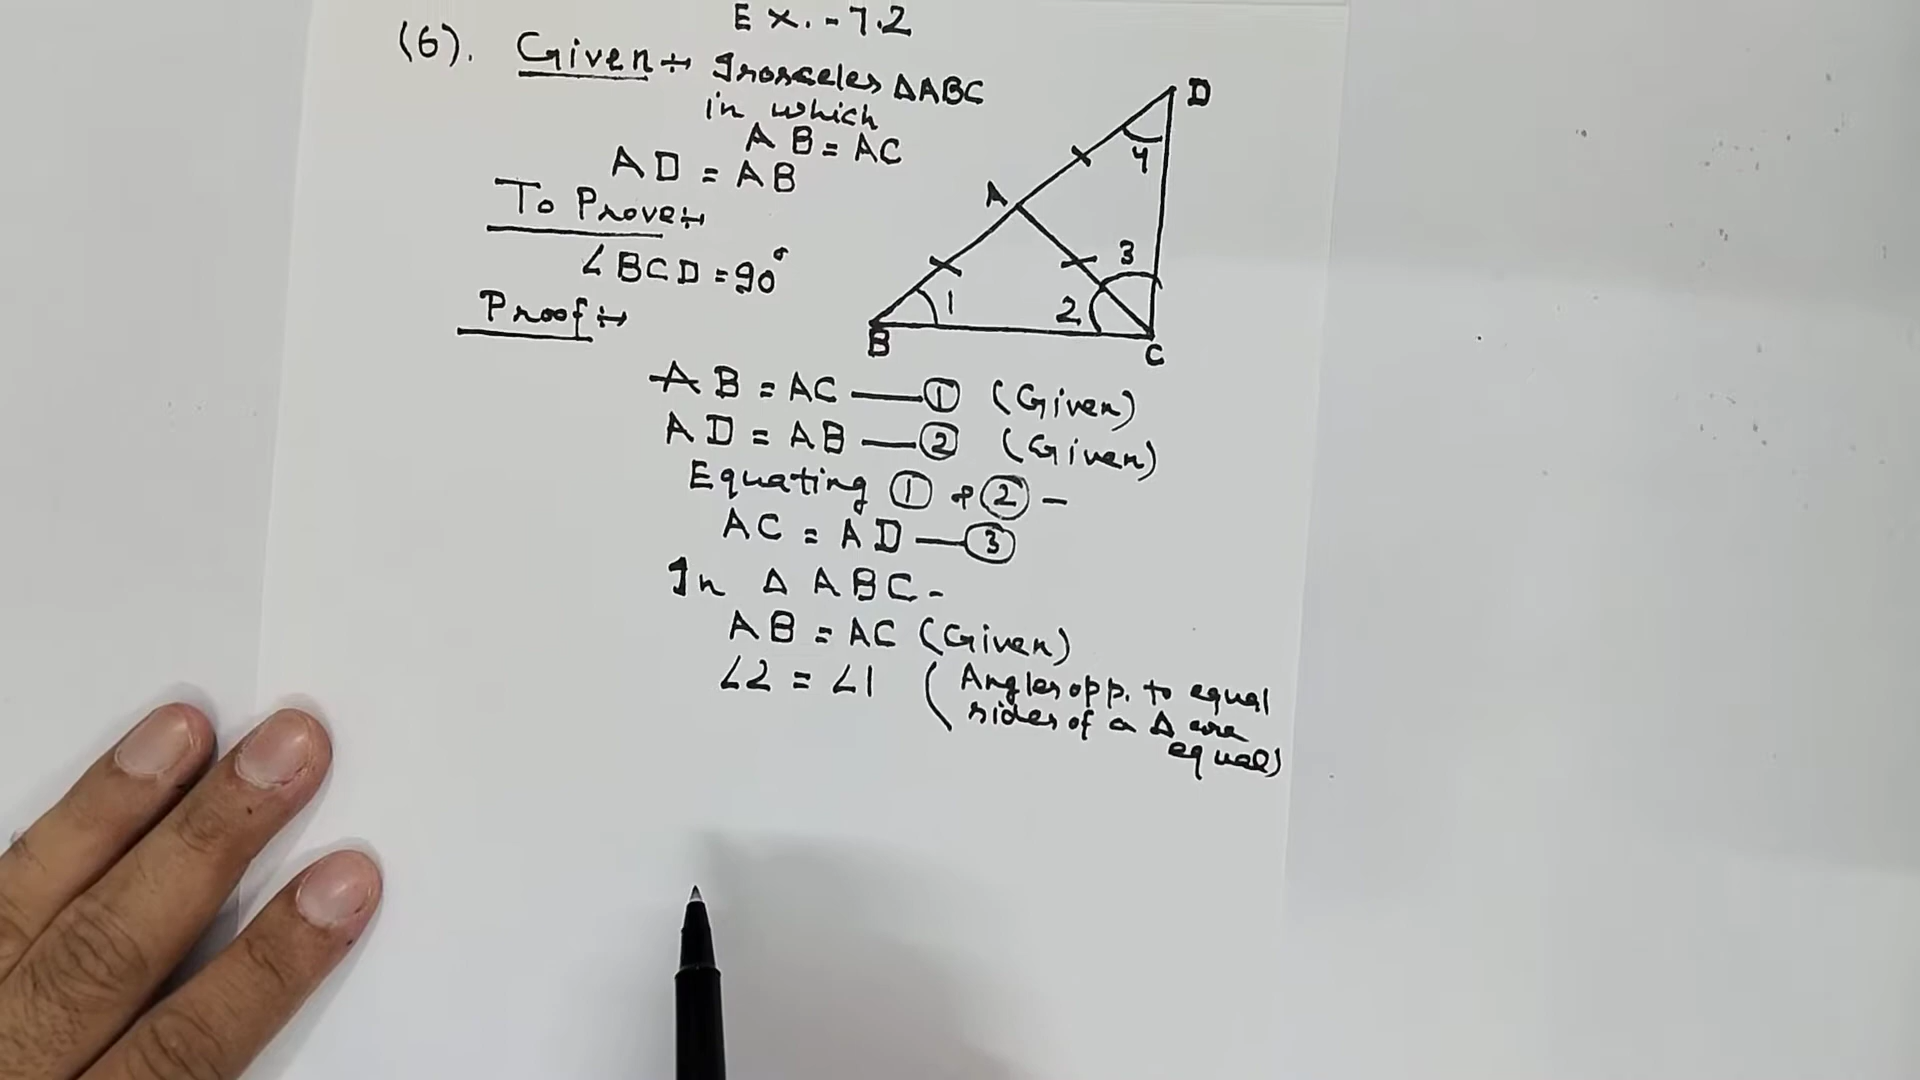 Ex. - 7.2
(6). Given ÷ Isosceles ΔABC
in which
AB = AC
AD = AB
To Prove ÷
∠BCD = 90°
Proof ÷
D
4
A
3
1
2
B
C
AB = AC — ① (Given)
AD = AB — ② (Given)
Equating ① & ② -
AC = AD — ③
In Δ ABC -
AB = AC (Given)
∠2 = ∠1 (Angles opp. to equal
sides of a Δ are
equal)